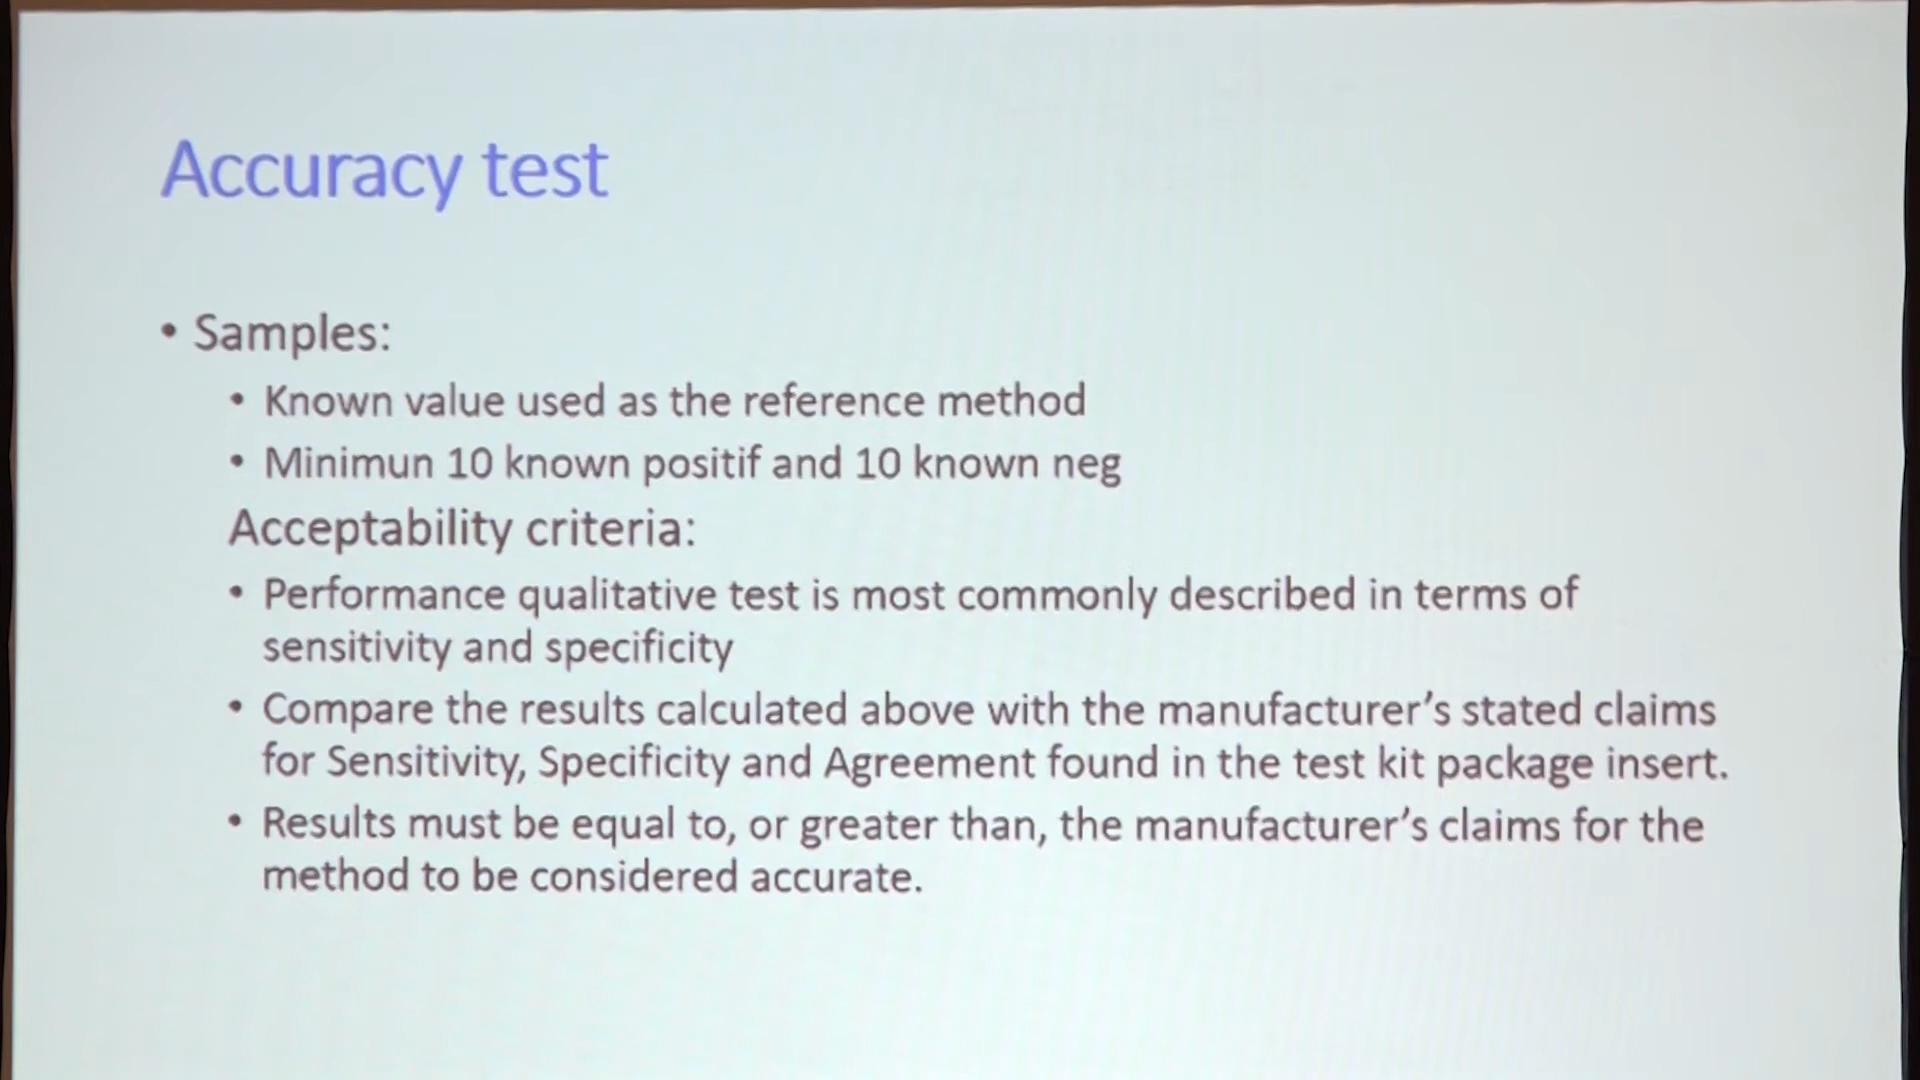 Accuracy test
• Samples:
• Known value used as the reference method
• Minimun 10 known positif and 10 known neg
Acceptability criteria:
• Performance qualitative test is most commonly described in terms of
sensitivity and specificity
• Compare the results calculated above with the manufacturer's stated claims
for Sensitivity, Specificity and Agreement found in the test kit package insert.
• Results must be equal to, or greater than, the manufacturer's claims for the
method to be considered accurate.